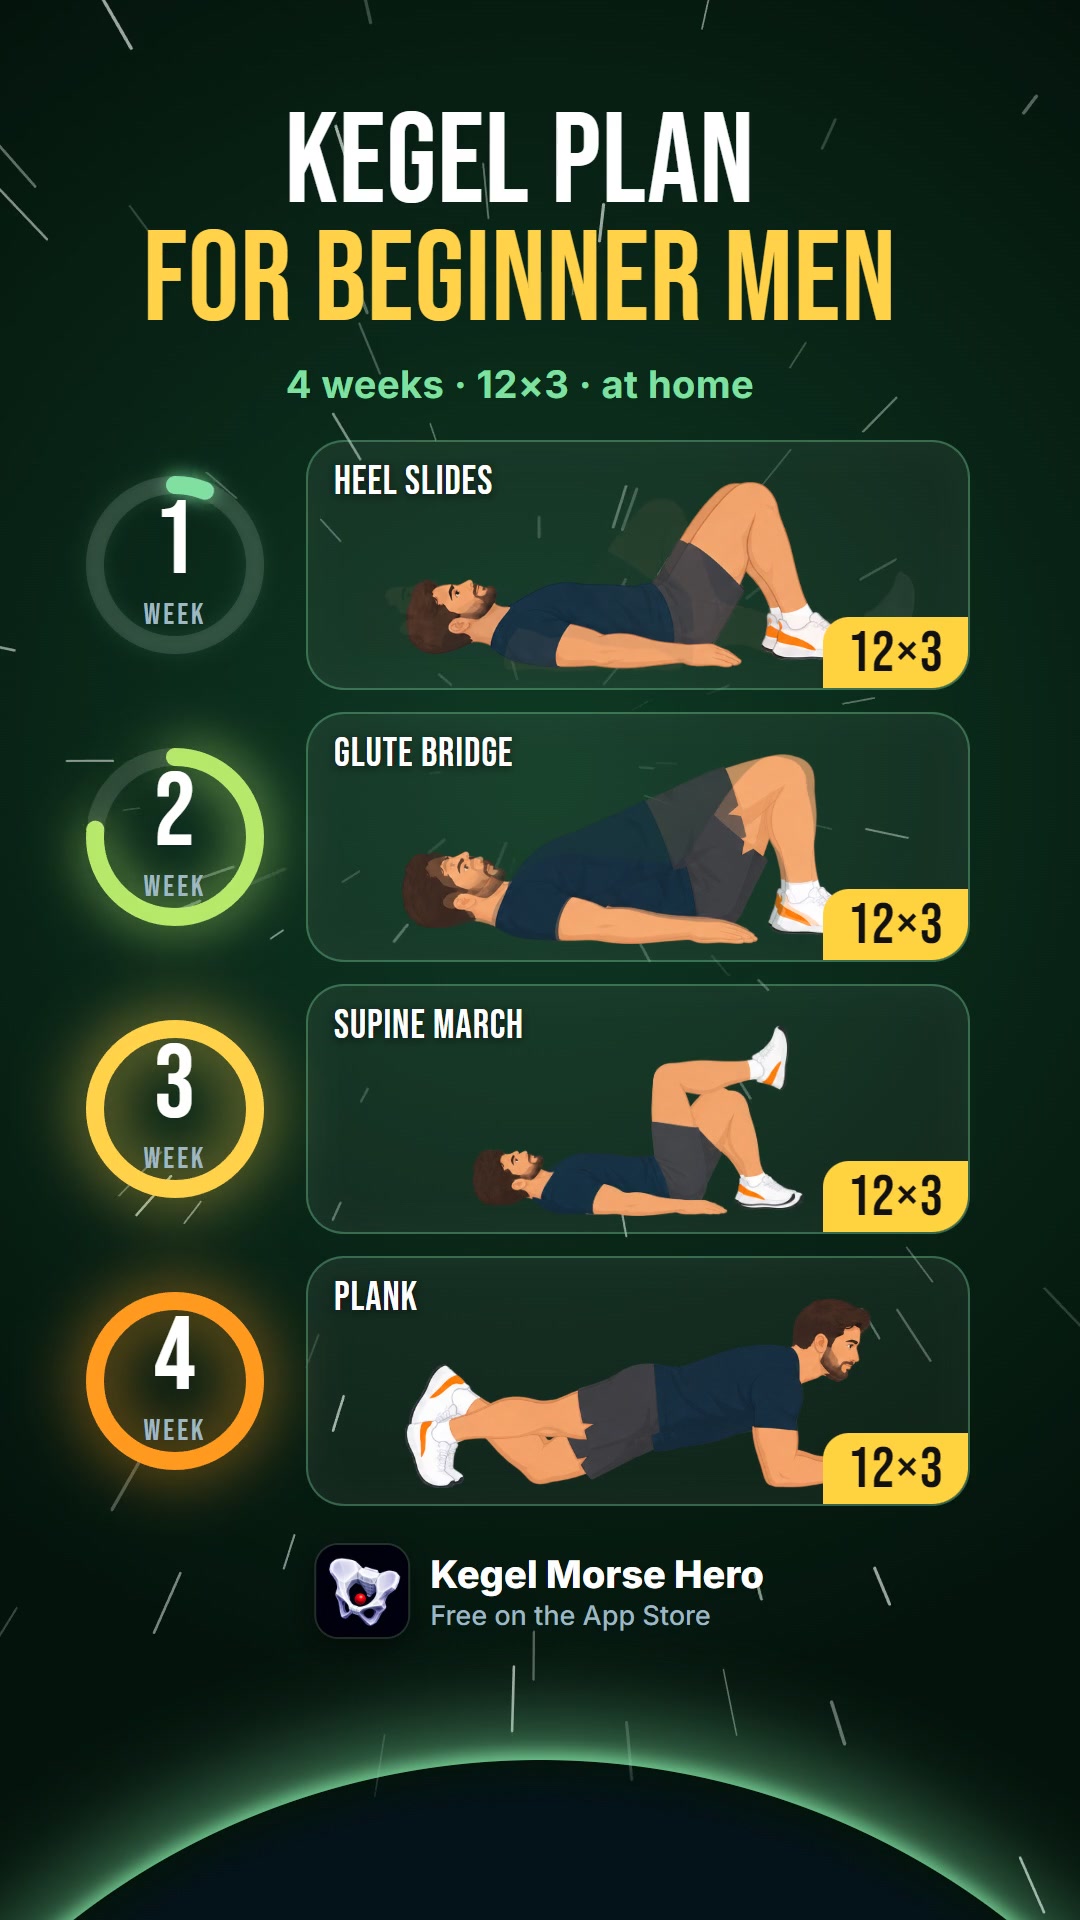 KEGEL PLAN
FOR BEGINNER MEN
4 weeks · 12×3 · at home
1
WEEK
HEEL SLIDES
12×3
2
WEEK
GLUTE BRIDGE
12×3
3
WEEK
SUPINE MARCH
12×3
4
WEEK
PLANK
12×3
Kegel Morse Hero
Free on the App Store